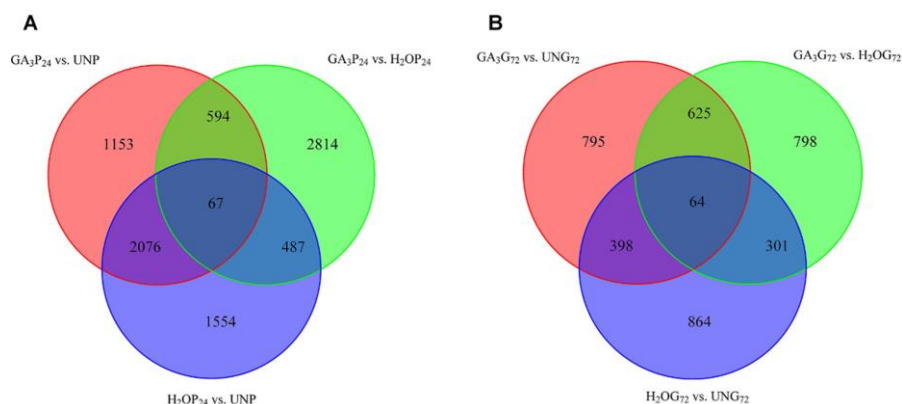 A
B
GA₃P₂₄ vs. UNP
GA₃P₂₄ vs. H₂OP₂₄
GA₃G₇₂ vs. UNG₇₂
GA₃G₇₂ vs. H₂OG₇₂
594
1153
2814
67
2076
487
1554
H₂OP₂₄ vs. UNP
625
795
798
64
398
301
864
H₂OG₇₂ vs. UNG₇₂